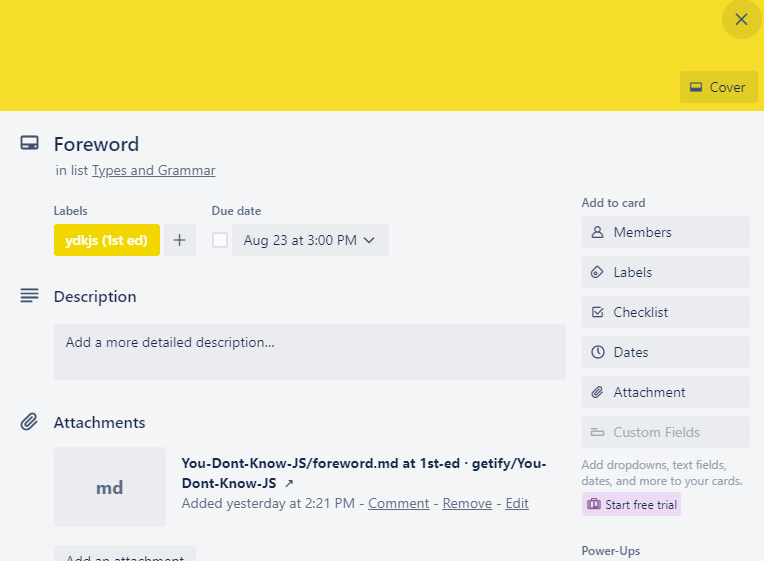 Cover
Foreword
in list Types and Grammar
Labels
ydkjs (1st ed)
Due date
Aug 23 at 3:00 PM
Description
Add a more detailed description...
Attachments
md
You-Dont-Know-JS/foreword.md at 1st-ed · getify/You-
Dont-Know-JS ↗
Added yesterday at 2:21 PM - Comment - Remove - Edit
Add an attachment
Add to card
Members
Labels
Checklist
Dates
Attachment
Custom Fields
Add dropdowns, text fields,
dates, and more to your cards.
Start free trial
Power-Ups